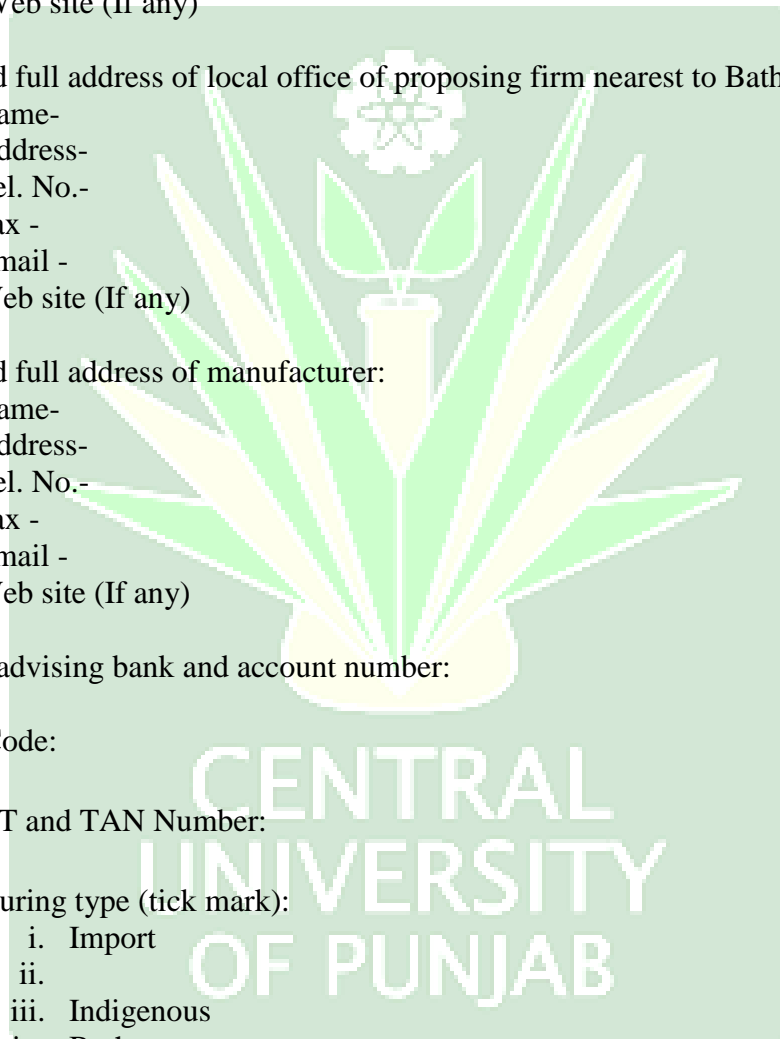 Web site (If any)
d full address of local office of proposing firm nearest to Bath
ame-
ddress-
el. No.-
ax -
mail -
Web site (If any)
d full address of manufacturer:
ame-
ddress-
el. No.-
ax -
mail -
Web site (If any)
advising bank and account number:
Code:
T and TAN Number:
uring type (tick mark):
i. Import
ii.
iii. Indigenous
CENTRAL
UNIVERSITY
OF PUNJAB